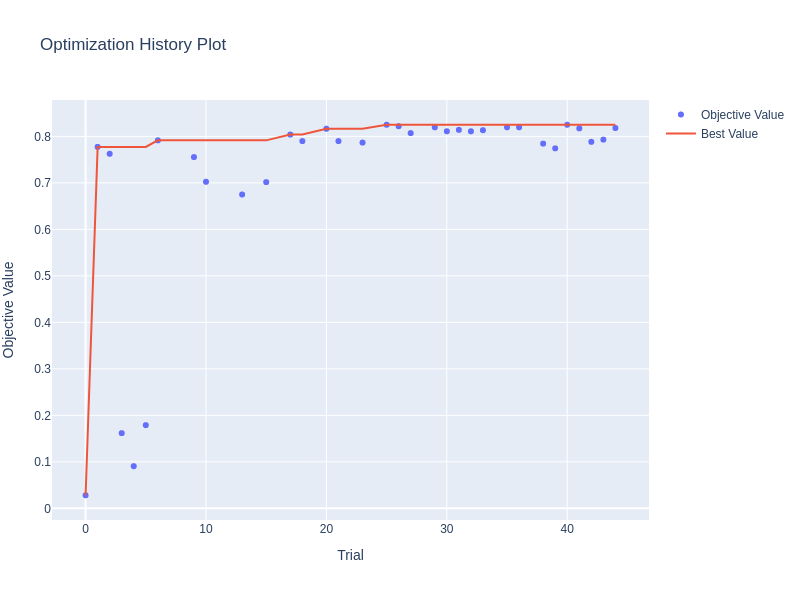 Optimization History Plot
Objective Value
Best Value
0.8
0.7
0.6
0.5
0.4
0.3
0.2
0.1
0
Objective Value
0
10
20
30
40
Trial